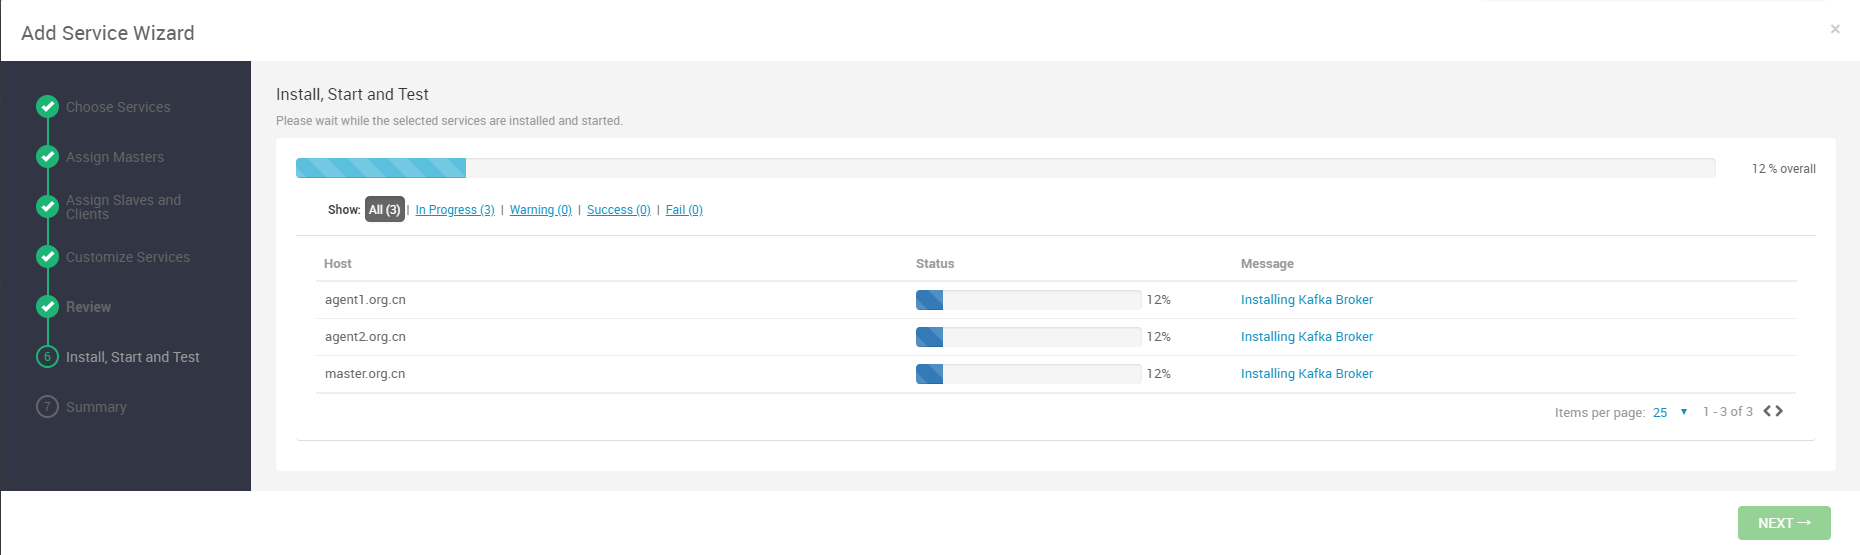 Add Service Wizard
×
Choose Services
Assign Masters
Assign Slaves and
Clients
Customize Services
Review
6 Install, Start and Test
7 Summary
Install, Start and Test
Please wait while the selected services are installed and started.
12 % overall
Show: All (3) | In Progress (3) | Warning (0) | Success (0) | Fail (0)
Host Status Message
agent1.org.cn 12% Installing Kafka Broker
agent2.org.cn 12% Installing Kafka Broker
master.org.cn 12% Installing Kafka Broker
Items per page: 25 1 - 3 of 3
NEXT →